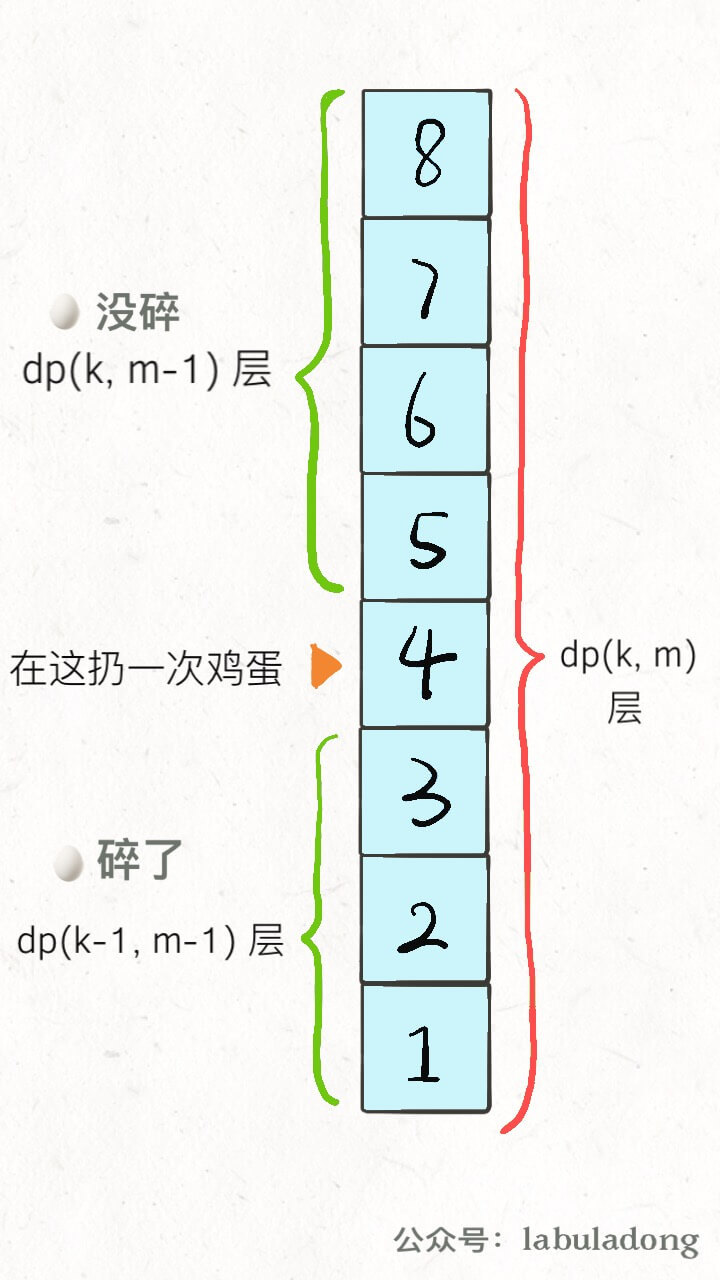 8
7
没碎
dp(k, m-1) 层
6
5
在这扔一次鸡蛋
4
dp(k, m)
层
3
碎了
2
dp(k-1, m-1) 层
1
公众号：labuladong